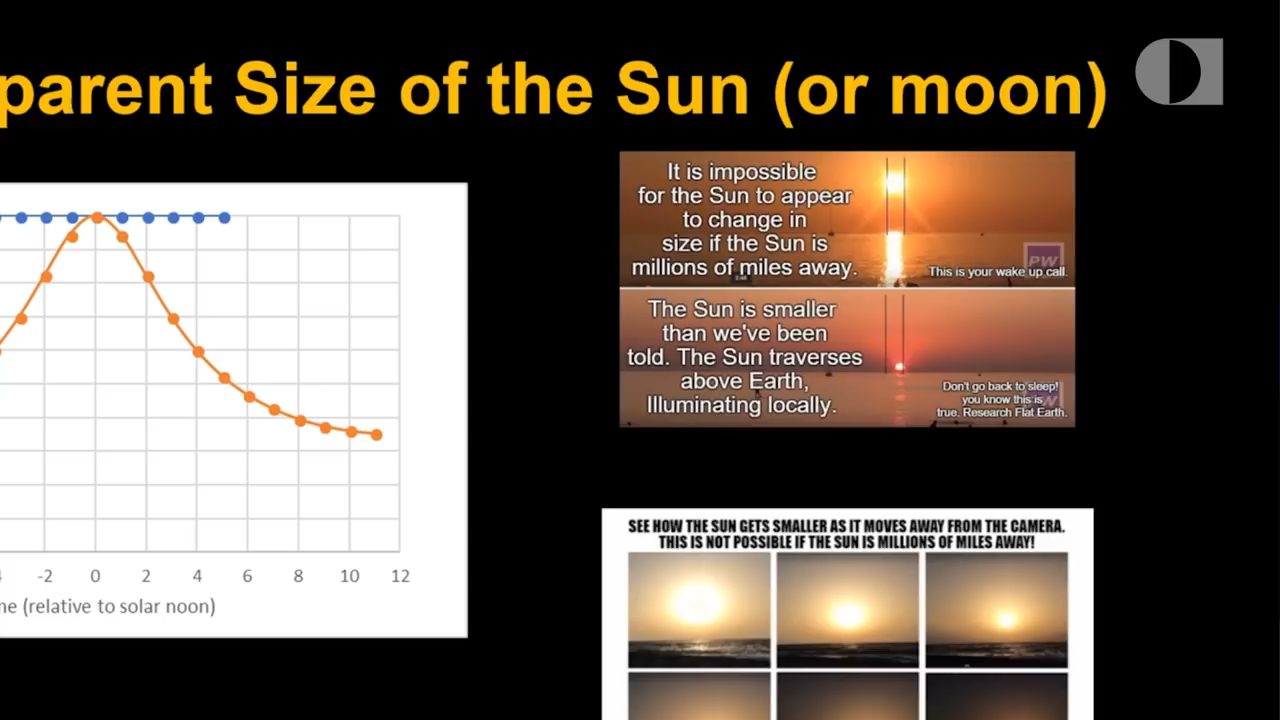 parent Size of the Sun (or moon)
It is impossible
for the Sun to appear
to change in
size if the Sun is
millions of miles away.
PW
This is your wake up call.
The Sun is smaller
than we've been
told. The Sun traverses
above Earth,
Illuminating locally.
Don't go back to sleep!
you know this is
true. Research Flat Earth.
-2 0 2 4 6 8 10 12
me (relative to solar noon)
SEE HOW THE SUN GETS SMALLER AS IT MOVES AWAY FROM THE CAMERA.
THIS IS NOT POSSIBLE IF THE SUN IS MILLIONS OF MILES AWAY!